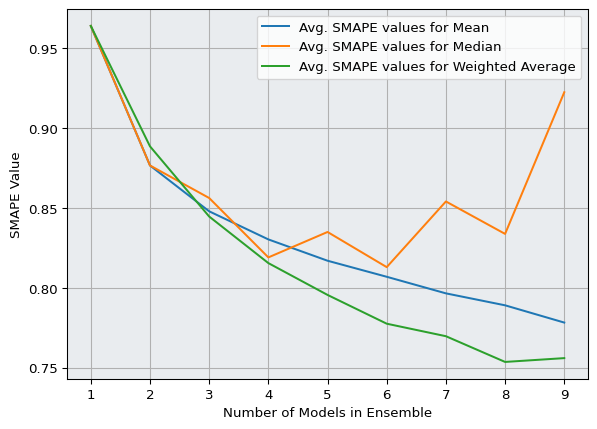 Avg. SMAPE values for Mean
Avg. SMAPE values for Median
Avg. SMAPE values for Weighted Average
SMAPE Value
0.95
0.90
0.85
0.80
0.75
1 2 3 4 5 6 7 8 9
Number of Models in Ensemble